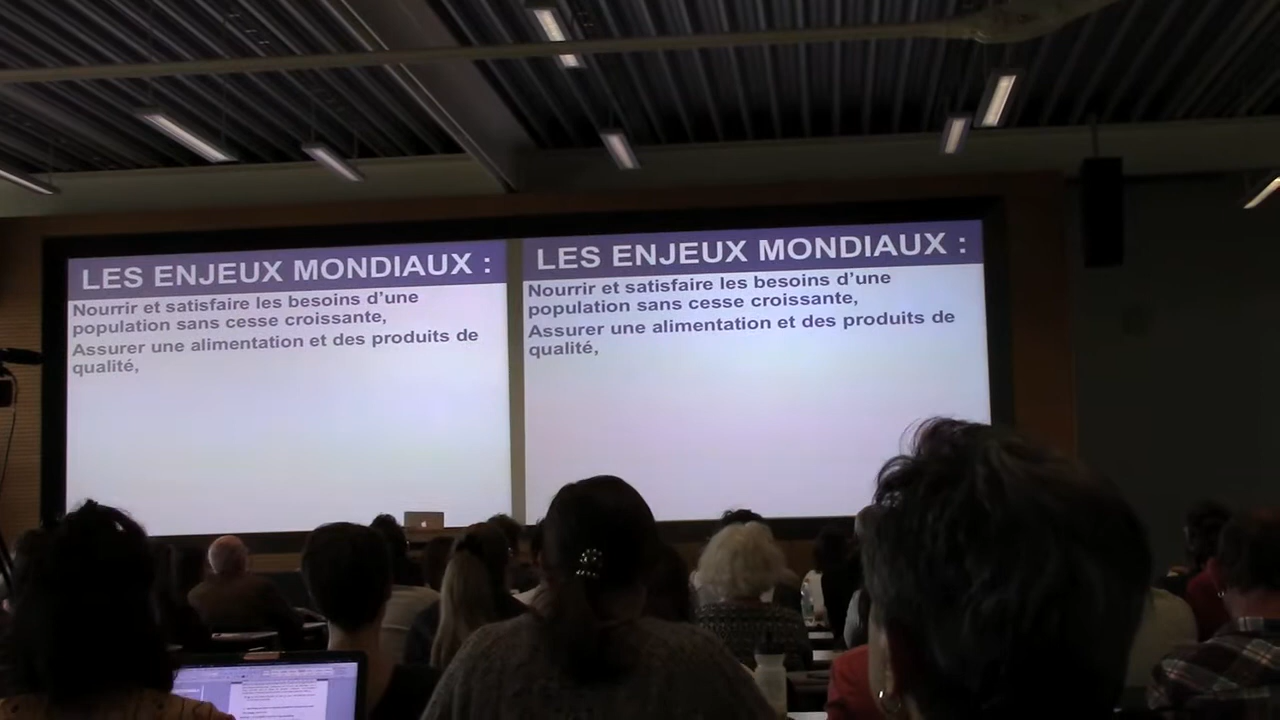 LES ENJEUX MONDIAUX :
Nourrir et satisfaire les besoins d’une
population sans cesse croissante,
Assurer une alimentation et des produits de
qualité,
LES ENJEUX MONDIAUX :
Nourrir et satisfaire les besoins d’une
population sans cesse croissante,
Assurer une alimentation et des produits de
qualité,